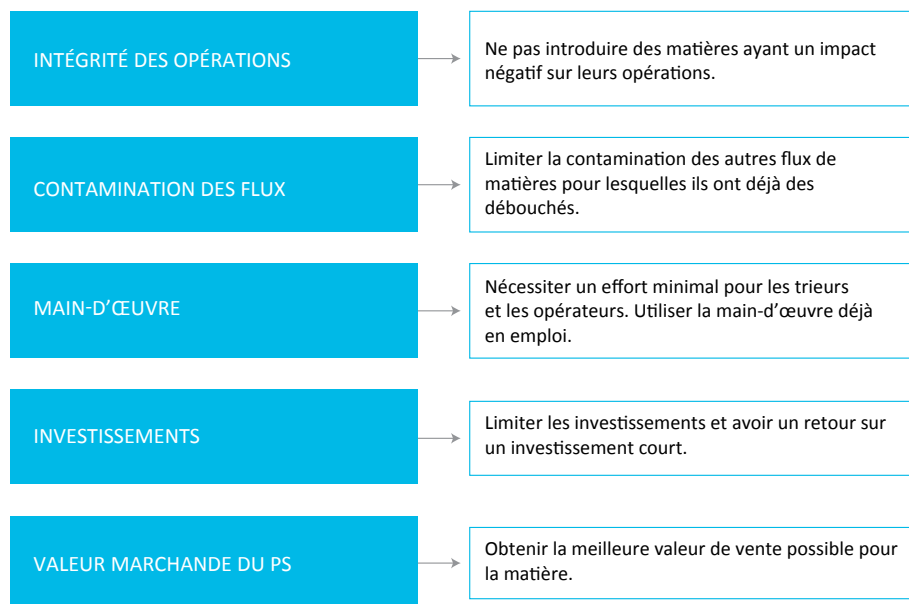 INTÉGRITÉ DES OPÉRATIONS
Ne pas introduire des matières ayant un impact
négatif sur leurs opérations.
CONTAMINATION DES FLUX
Limiter la contamination des autres flux de
matières pour lesquelles ils ont déjà des
débouchés.
MAIN-D’ŒUVRE
Nécessiter un effort minimal pour les trieurs
et les opérateurs. Utiliser la main-d’œuvre déjà
en emploi.
INVESTISSEMENTS
Limiter les investissements et avoir un retour sur
un investissement court.
VALEUR MARCHANDE DU PS
Obtenir la meilleure valeur de vente possible pour
la matière.